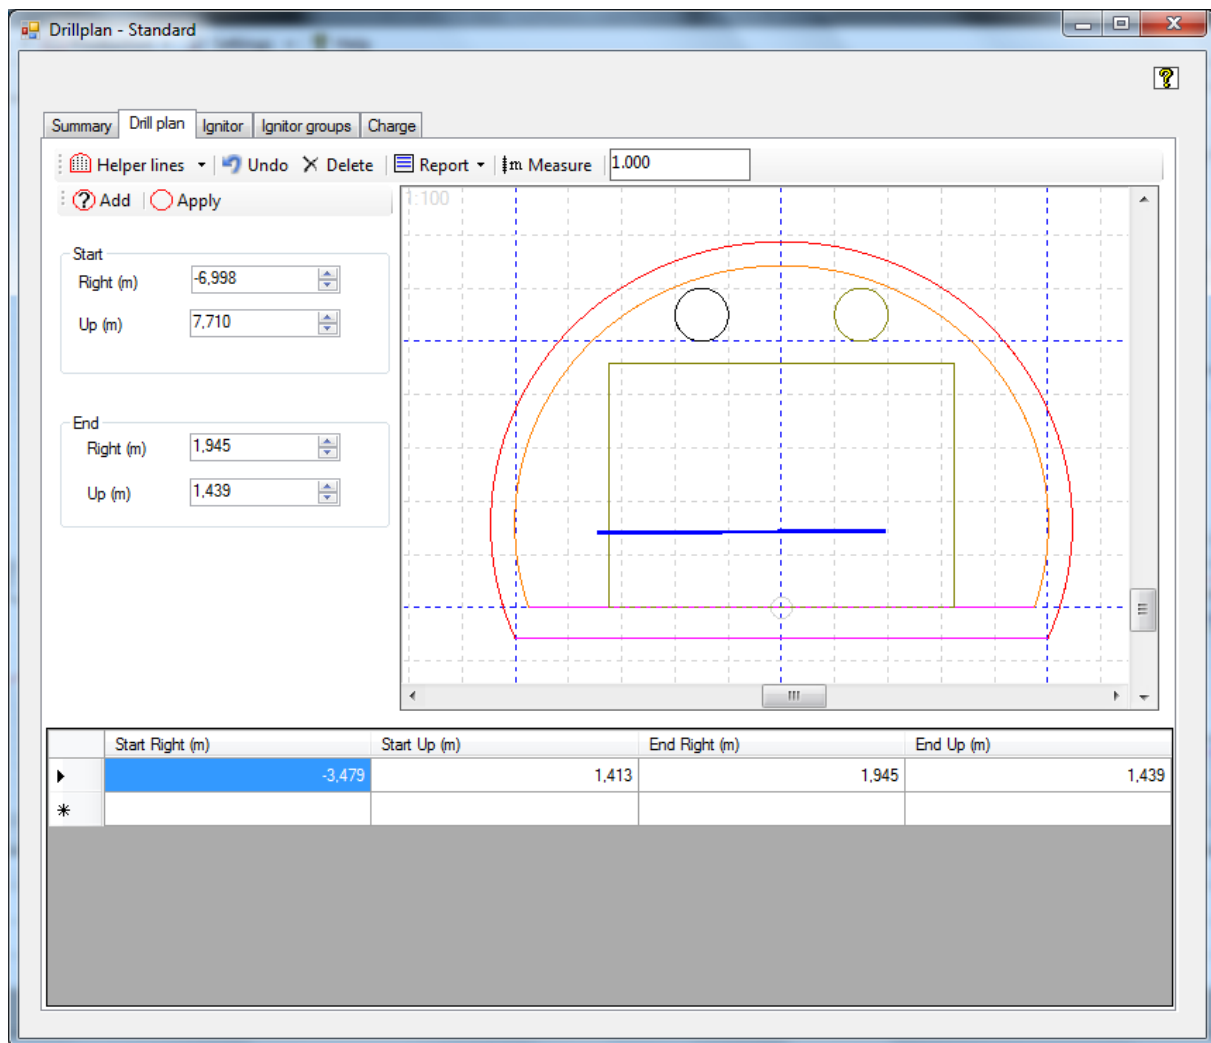 Drillplan - Standard
Summary Drill plan Ignitor Ignitor groups Charge
Helper lines Undo Delete Report m Measure 1.000
? Add Apply
1:100
Start
Right (m) -6,998
Up (m) 7,710
End
Right (m) 1,945
Up (m) 1,439
Start Right (m) Start Up (m) End Right (m) End Up (m)
-3,479 1,413 1,945 1,439